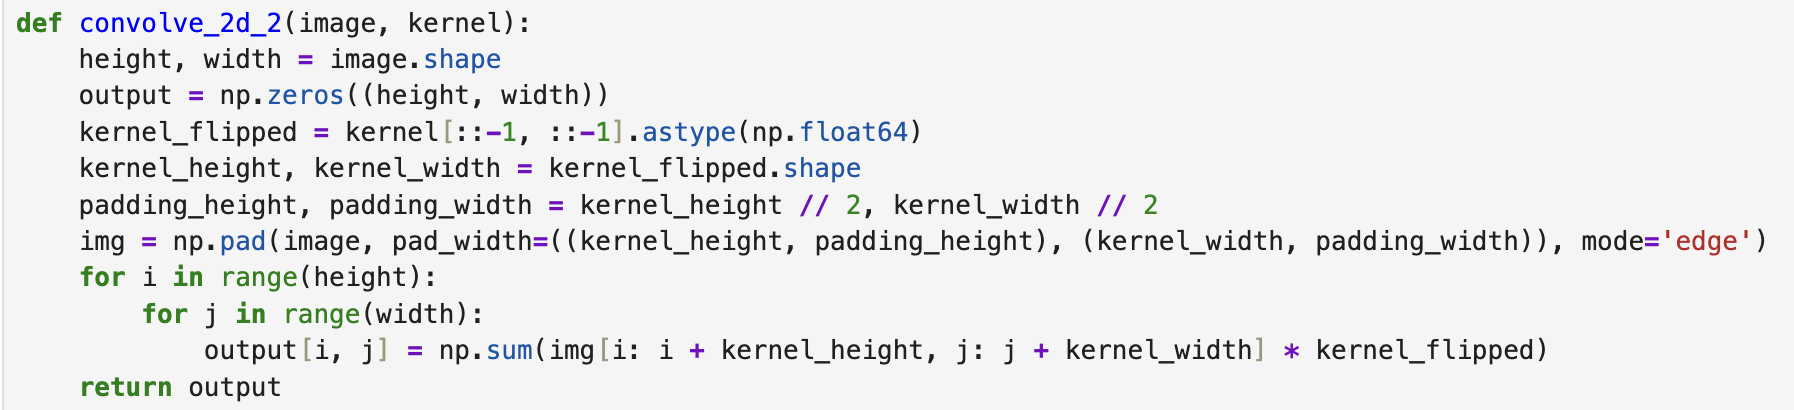 def convolve_2d_2(image, kernel):
    height, width = image.shape
    output = np.zeros((height, width))
    kernel_flipped = kernel[::-1, ::-1].astype(np.float64)
    kernel_height, kernel_width = kernel_flipped.shape
    padding_height, padding_width = kernel_height // 2, kernel_width // 2
    img = np.pad(image, pad_width=((kernel_height, padding_height), (kernel_width, padding_width)), mode='edge')
    for i in range(height):
        for j in range(width):
            output[i, j] = np.sum(img[i: i + kernel_height, j: j + kernel_width] * kernel_flipped)
    return output